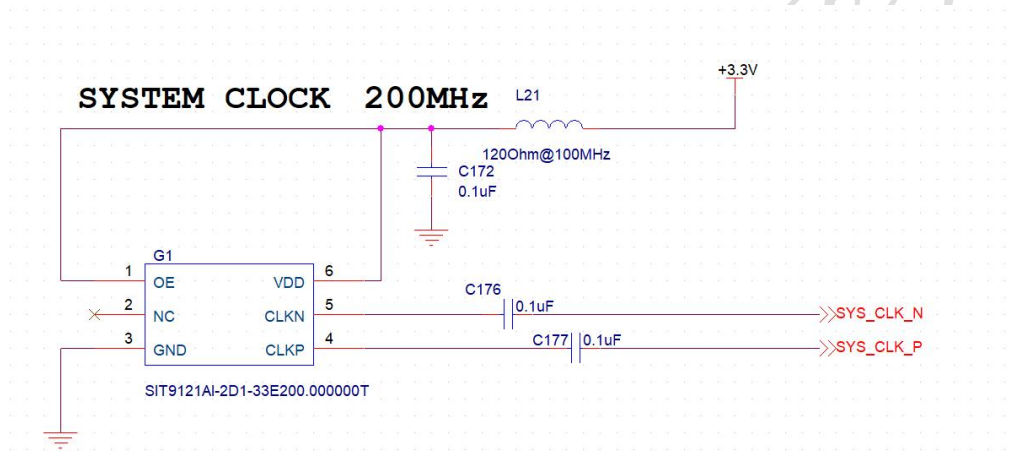 +3.3V
SYSTEM CLOCK 200MHz
L21
120Ohm@100MHz
C172
0.1uF
G1
1 OE VDD 6
2 NC CLKN 5
3 GND CLKP 4
C176
0.1uF
SYS_CLK_N
C177 0.1uF
SYS_CLK_P
SIT9121AI-2D1-33E200.000000T